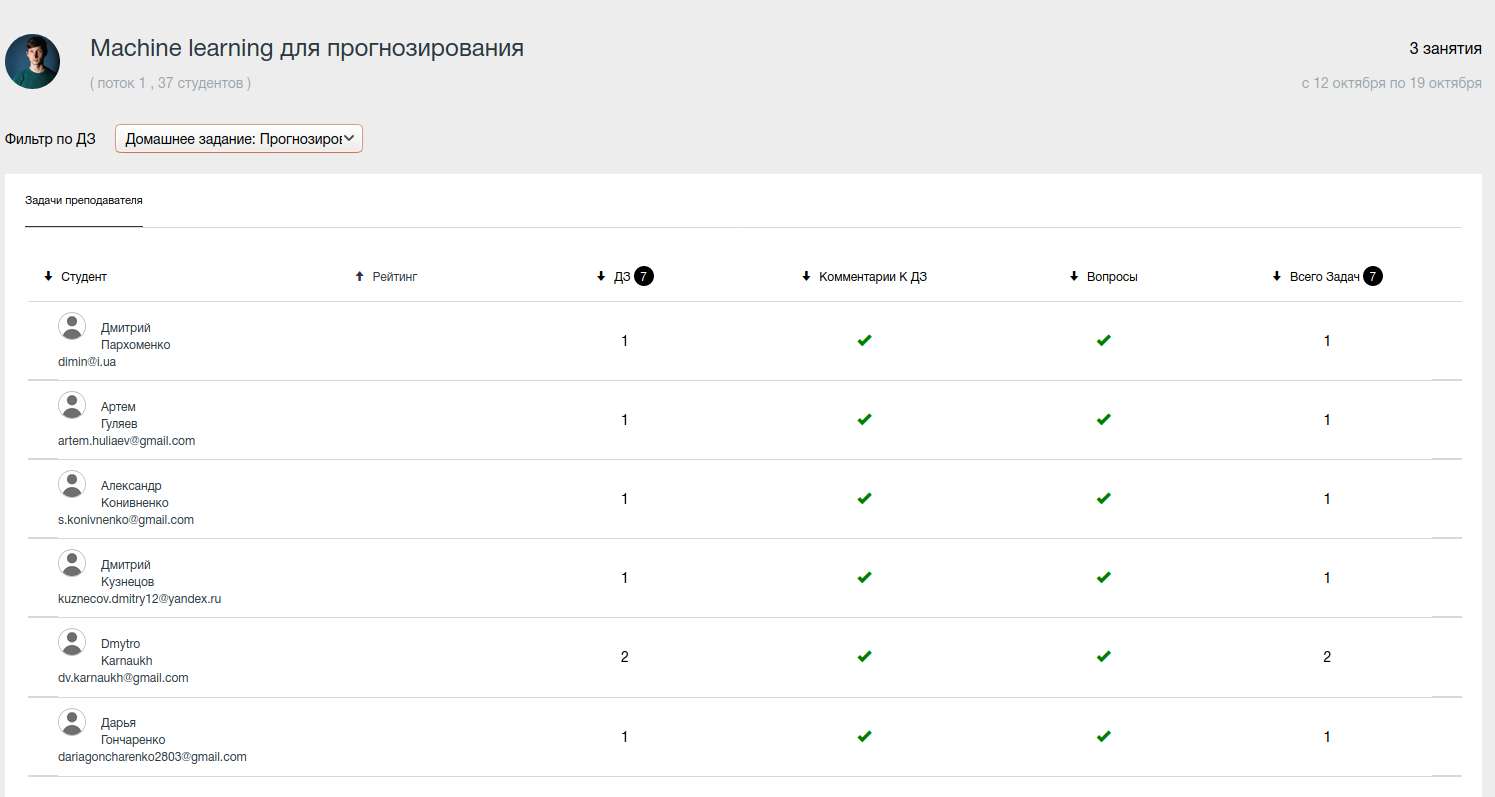 Machine learning для прогнозирования
3 занятия
( поток 1 , 37 студентов )
с 12 октября по 19 октября
Фильтр по ДЗ
Домашнее задание: Прогнозиров
Задачи преподавателя
Студент Рейтинг ДЗ 7 Комментарии К ДЗ Вопросы Всего Задач 7
Дмитрий
Пархоменко
dimin@i.ua
1 1
Артем
Гуляев
artem.huliaev@gmail.com
1 1
Александр
Конивненко
s.konivnenko@gmail.com
1 1
Дмитрий
Кузнецов
kuznecov.dmitry12@yandex.ru
1 1
Dmytro
Karnaukh
dv.karnaukh@gmail.com
2 2
Дарья
Гончаренко
dariagoncharenko2803@gmail.com
1 1